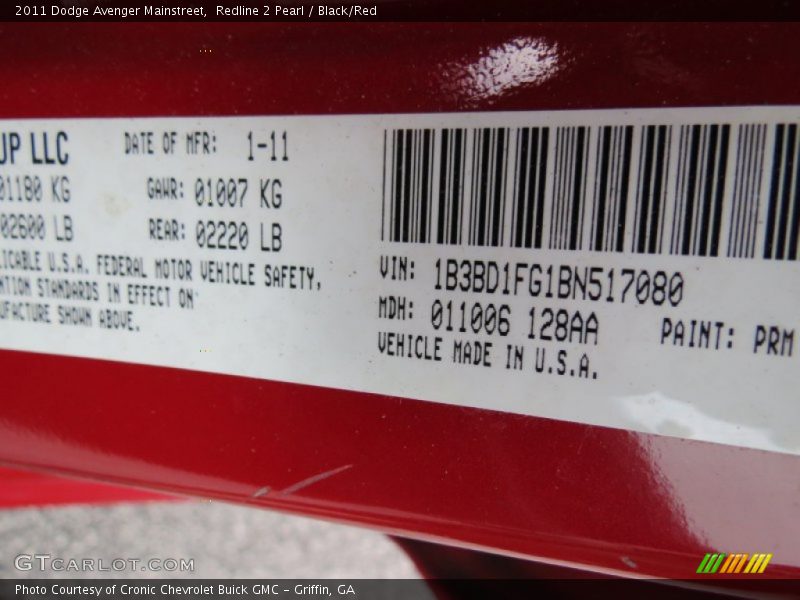 2011 Dodge Avenger Mainstreet, Redline 2 Pearl / Black/Red
UP LLC DATE OF MFR: 1-11
01180 KG GAWR: 01007 KG
02600 LB REAR: 02220 LB
LICABLE U.S.A. FEDERAL MOTOR VEHICLE SAFETY,
NTION STANDARDS IN EFFECT ON
UFACTURE SHOWN ABOVE.
VIN: 1B3BD1FG1BN517080
MDH: 011006 128AA PAINT: PRM
VEHICLE MADE IN U.S.A.
GTCARLOT.COM
Photo Courtesy of Cronic Chevrolet Buick GMC – Griffin, GA